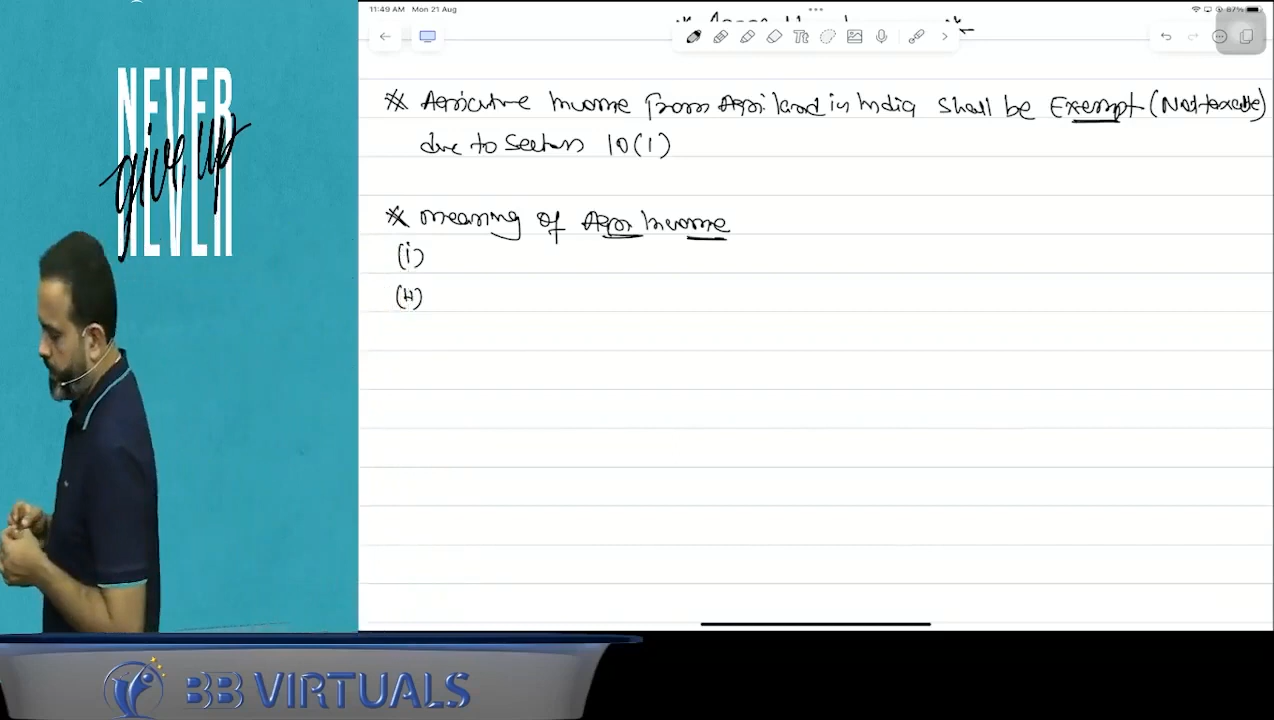 11:49 AM Mon 21 Aug
87%
NEVER
give up
NEVER
* Agriculture Income from Agri land in India shall be Exempt (Not taxable)
due to Section 10(1)
* meaning of Agri Income
(i)
(ii)
BB VIRTUALS